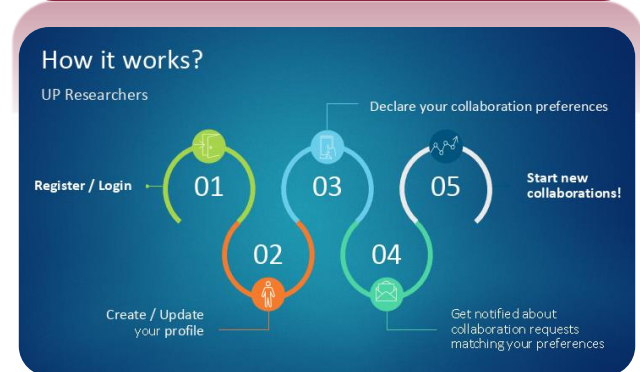 How it works?
UP Researchers
Declare your collaboration preferences
Register / Login
01
03
05
Start new
collaborations!
02
04
Create / Update
your profile
Get notified about
collaboration requests
matching your preferences